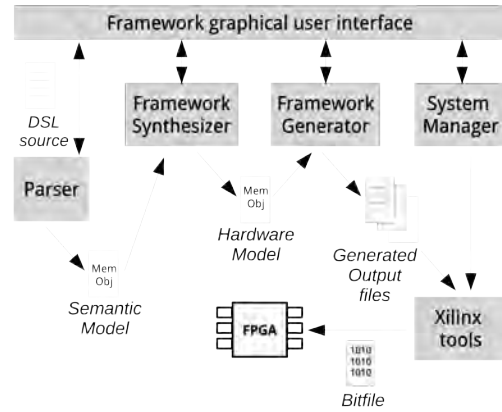 Framework graphical user interface
DSL
source
Framework
Synthesizer
Framework
Generator
System
Manager
Parser
Mem
Obj
Hardware
Model
Mem
Obj
Semantic
Model
Generated
Output
files
FPGA
Xilinx
tools
1010
1010
1010
Bitfile